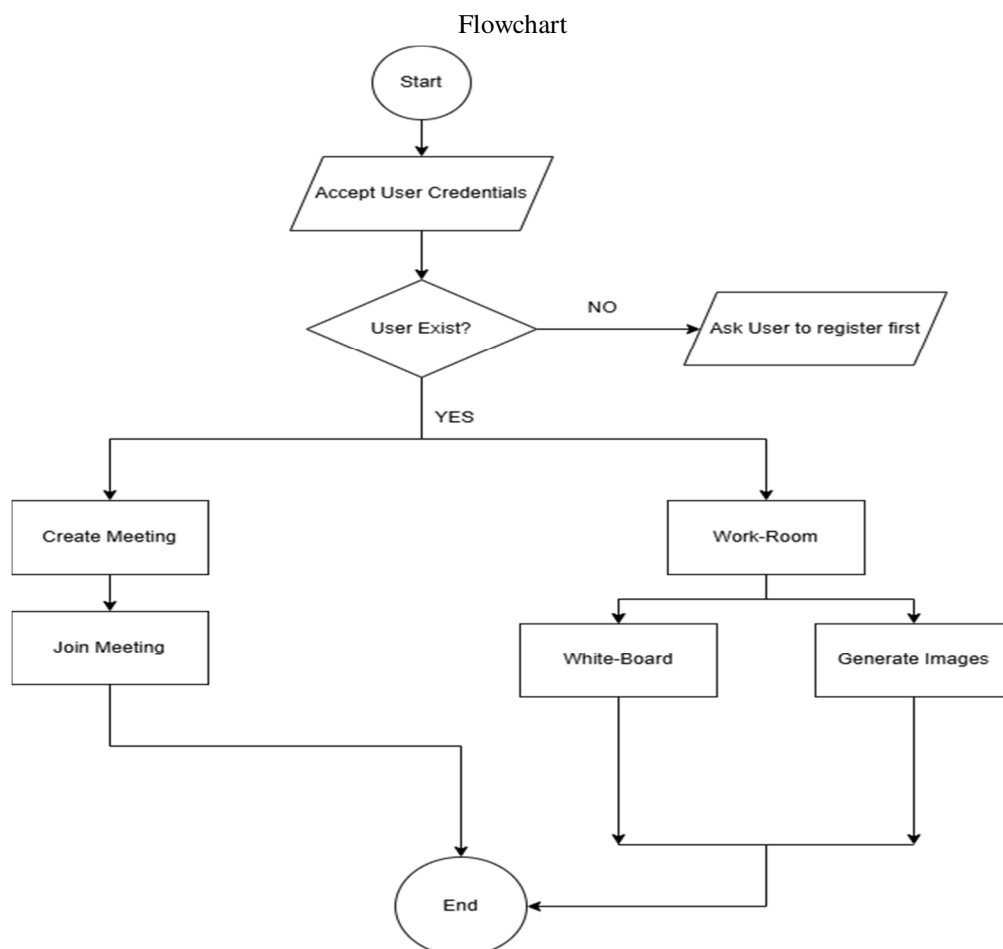 Flowchart
Start
Accept User Credentials
User Exist?
NO
Ask User to register first
YES
Create Meeting
Work-Room
Join Meeting
White-Board
Generate Images
End